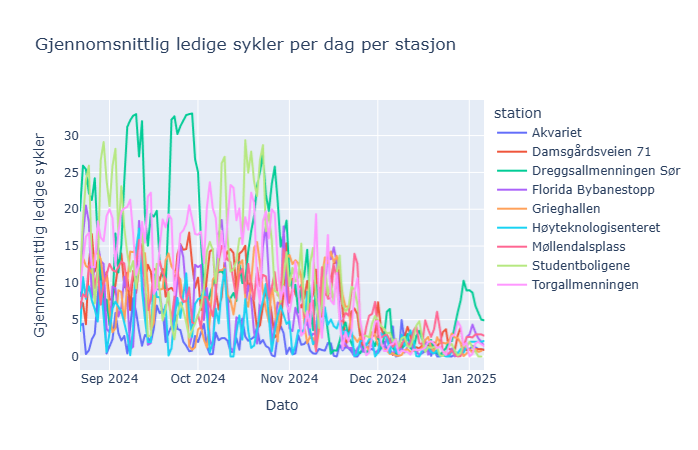 Gjennomsnittlig ledige sykler per dag per stasjon
Gjennomsnittlig ledige sykler
30
25
20
15
10
5
0
Sep 2024
Oct 2024
Nov 2024
Dec 2024
Jan 2025
Dato
station
Akvariet
Damsgårdsveien 71
Dreggsallmenningen Sør
Florida Bybanestopp
Grieghallen
Høyteknologisenteret
Møllendalsplass
Studentboligene
Torgallmenningen